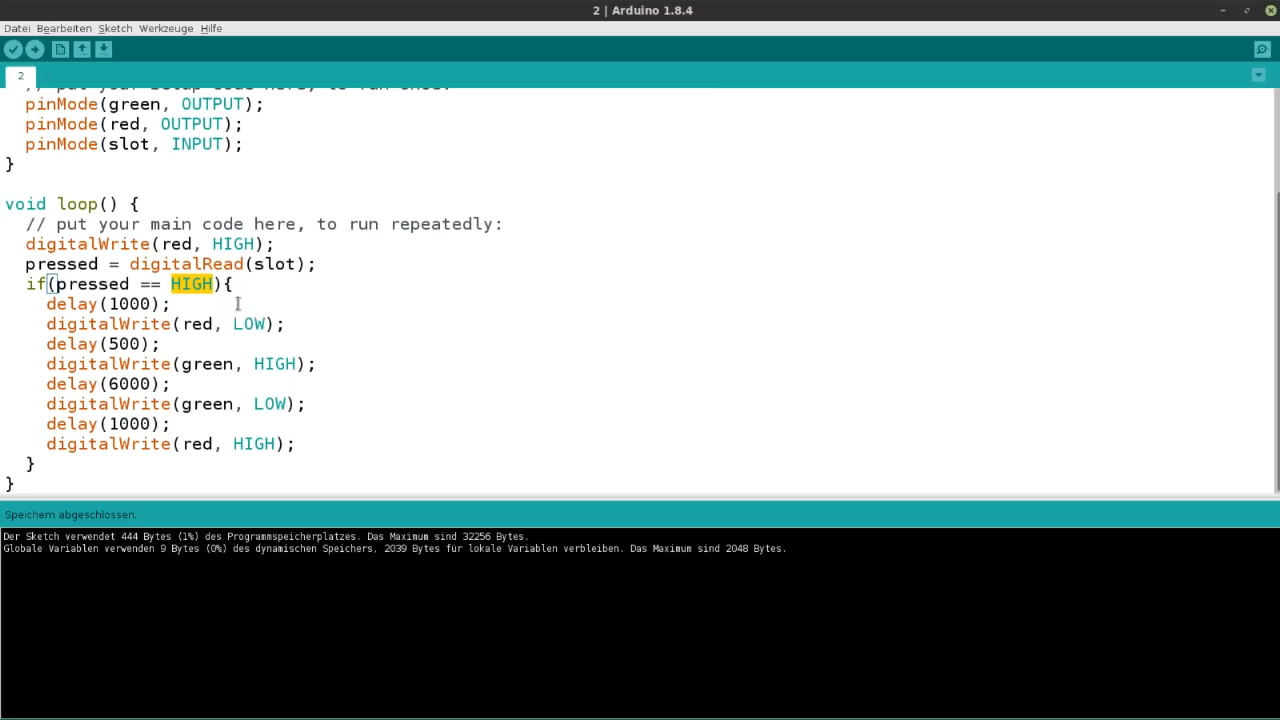 2 | Arduino 1.8.4
Datei Bearbeiten Sketch Werkzeuge Hilfe
2
// put your setup code here, to run once:
pinMode(green, OUTPUT);
pinMode(red, OUTPUT);
pinMode(slot, INPUT);
}
void loop() {
// put your main code here, to run repeatedly:
digitalWrite(red, HIGH);
pressed = digitalRead(slot);
if(pressed == HIGH){
delay(1000);
digitalWrite(red, LOW);
delay(500);
digitalWrite(green, HIGH);
delay(6000);
digitalWrite(green, LOW);
delay(1000);
digitalWrite(red, HIGH);
}
}
Speichern abgeschlossen.
Der Sketch verwendet 444 Bytes (1%) des Programmspeicherplatzes. Das Maximum sind 32256 Bytes.
Globale Variablen verwenden 9 Bytes (0%) des dynamischen Speichers, 2039 Bytes für lokale Variablen verbleiben. Das Maximum sind 2048 Bytes.